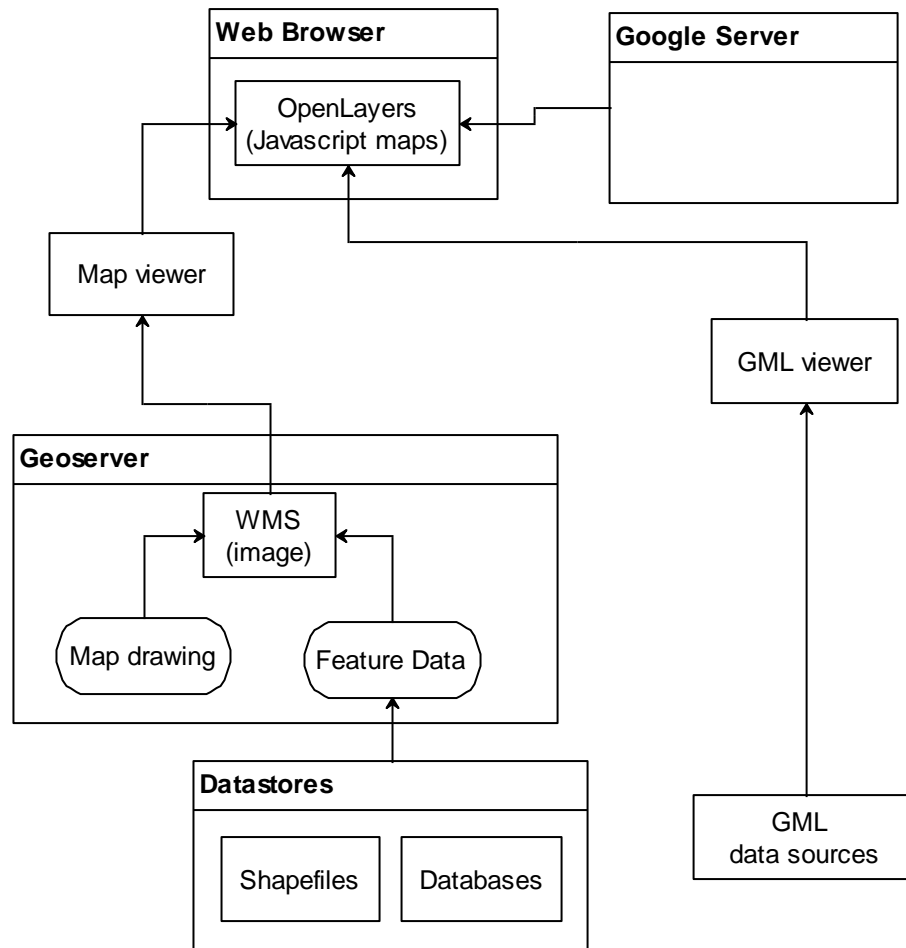 Web Browser
Google Server
OpenLayers
(Javascript maps)
Map viewer
GML viewer
Geoserver
WMS
(image)
Map drawing
Feature Data
Datastores
Shapefiles
Databases
GML
data sources